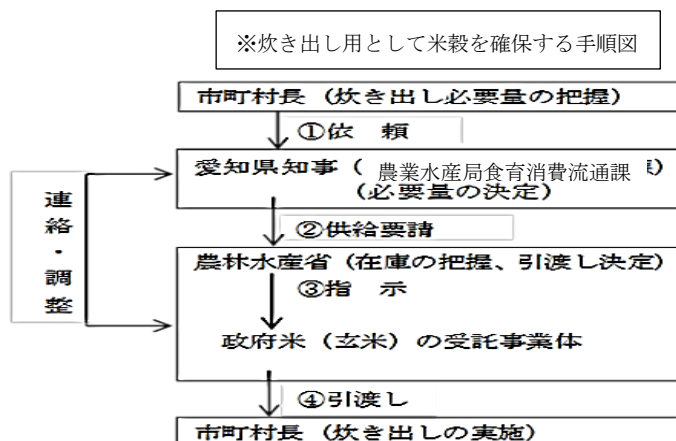 ※炊き出し用として米穀を確保する手順図
市町村長（炊き出し必要量の把握）
①依　頼
愛知県知事（農業水産局食育消費流通課）
（必要量の決定）
②供給要請
連絡・調整
農林水産省（在庫の把握、引渡し決定）
③指　示
政府米（玄米）の受託事業体
④引渡し
市町村長（炊き出しの実施）